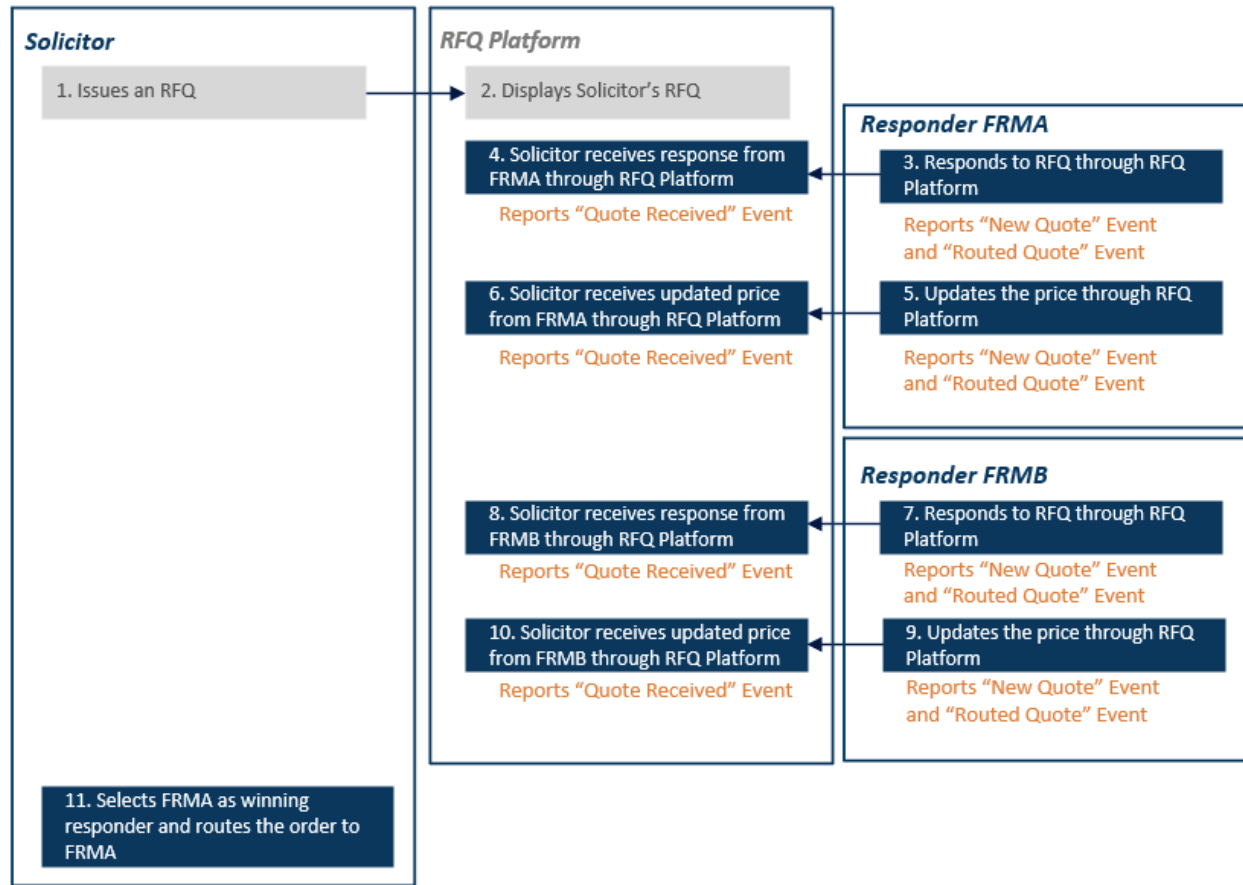 Solicitor
1. Issues an RFQ
RFQ Platform
2. Displays Solicitor's RFQ
Responder FRMA
4. Solicitor receives response from
FRMA through RFQ Platform
Reports “Quote Received” Event
3. Responds to RFQ through RFQ
Platform
Reports “New Quote” Event
and “Routed Quote” Event
6. Solicitor receives updated price
from FRMA through RFQ Platform
Reports “Quote Received” Event
5. Updates the price through RFQ
Platform
Reports “New Quote” Event
and “Routed Quote” Event
Responder FRMB
8. Solicitor receives response from
FRMB through RFQ Platform
Reports “Quote Received” Event
7. Responds to RFQ through RFQ
Platform
Reports “New Quote” Event
and “Routed Quote” Event
10. Solicitor receives updated price
from FRMB through RFQ Platform
Reports “Quote Received” Event
9. Updates the price through RFQ
Platform
Reports “New Quote” Event
and “Routed Quote” Event
11. Selects FRMA as winning
responder and routes the order to
FRMA